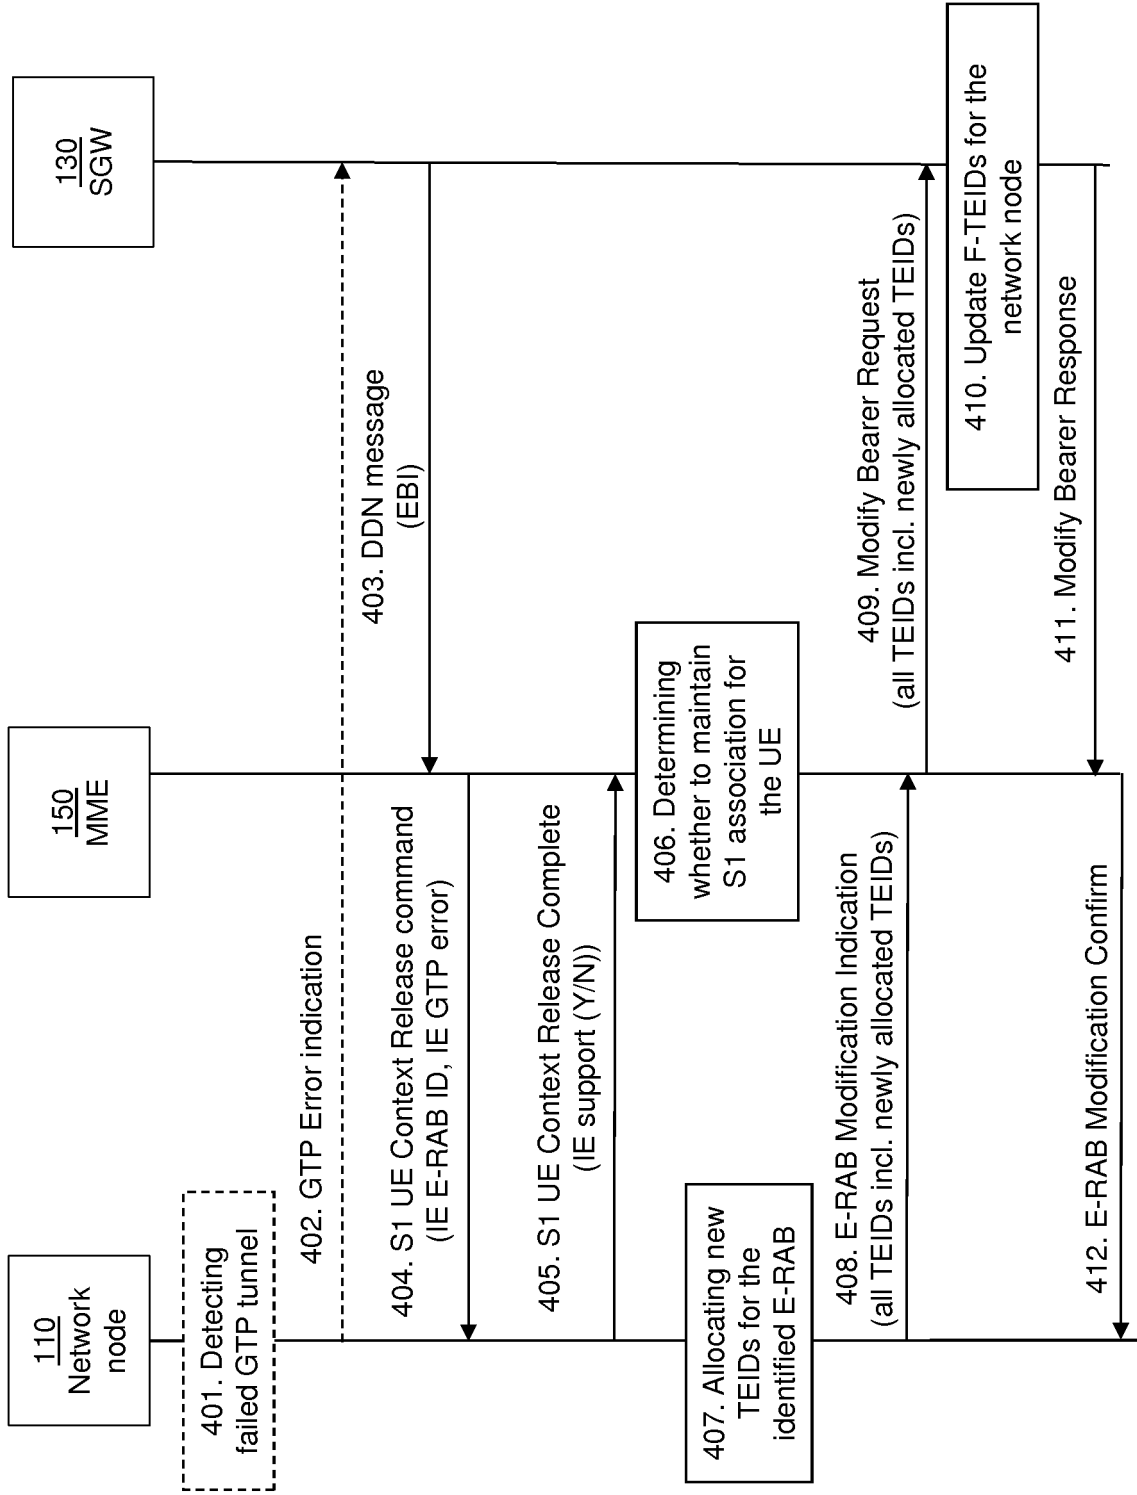 110
Network
node
150
MME
130
SGW
401. Detecting
failed GTP tunnel
402. GTP Error indication
403. DDN message
(EBI)
404. S1 UE Context Release command
(IE E-RAB ID, IE GTP error)
405. S1 UE Context Release Complete
(IE support (Y/N))
406. Determining
whether to maintain
S1 association for
the UE
407. Allocating new
TEIDs for the
identified E-RAB
408. E-RAB Modification Indication
(all TEIDs incl. newly allocated TEIDs)
409. Modify Bearer Request
(all TEIDs incl. newly allocated TEIDs)
410. Update F-TEIDs for the
network node
411. Modify Bearer Response
412. E-RAB Modification Confirm